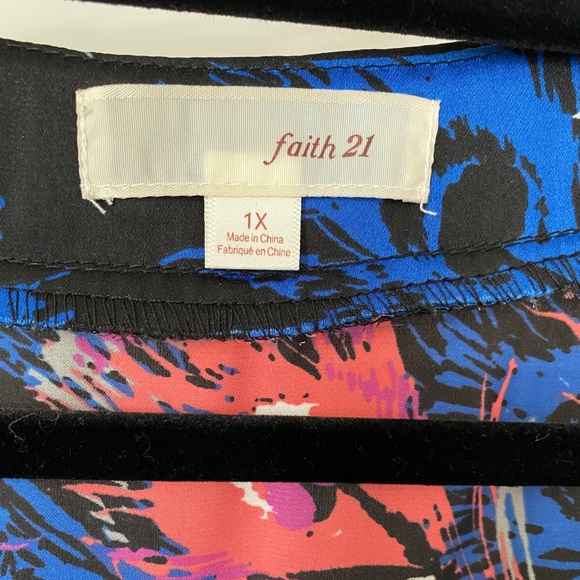 faith 21
1X
Made in China
Fabriqué en Chine